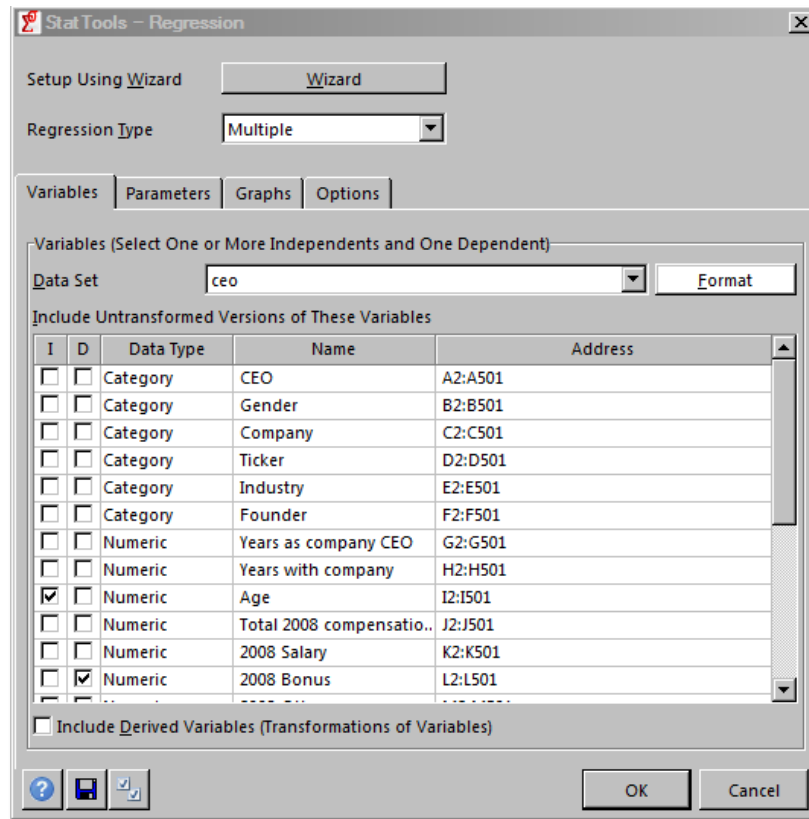 StatTools – Regression
Setup Using Wizard Wizard
Regression Type Multiple
Variables Parameters Graphs Options
Variables (Select One or More Independents and One Dependent)
Data Set ceo Format
Include Untransformed Versions of These Variables
I D Data Type Name Address
Category CEO A2:A501
Category Gender B2:B501
Category Company C2:C501
Category Ticker D2:D501
Category Industry E2:E501
Category Founder F2:F501
Numeric Years as company CEO G2:G501
Numeric Years with company H2:H501
Numeric Age I2:I501
Numeric Total 2008 compensatio.. J2:J501
Numeric 2008 Salary K2:K501
Numeric 2008 Bonus L2:L501
Include Derived Variables (Transformations of Variables)
OK Cancel